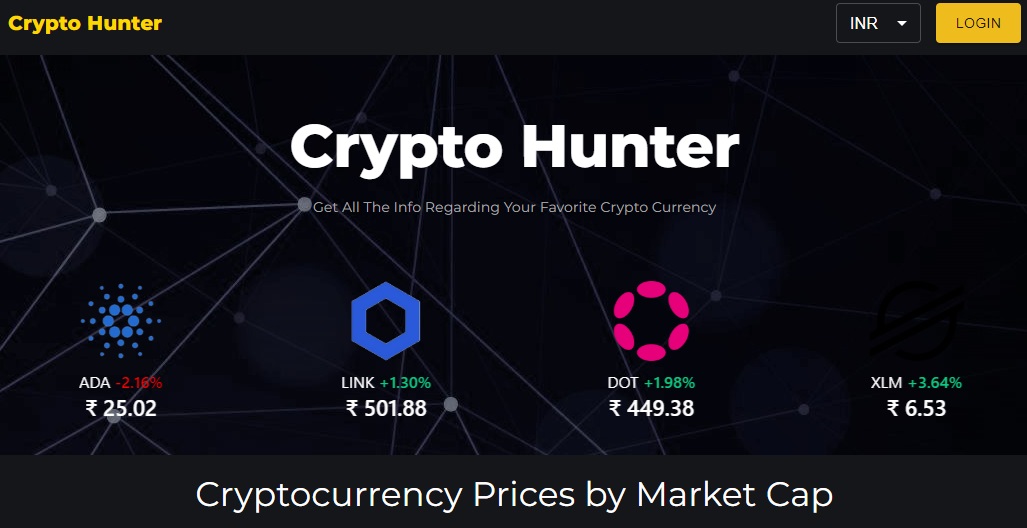 Crypto Hunter
INR
LOGIN
Crypto Hunter
Get All The Info Regarding Your Favorite Crypto Currency
ADA -2.16%
₹ 25.02
LINK +1.30%
₹ 501.88
DOT +1.98%
₹ 449.38
XLM +3.64%
₹ 6.53
Cryptocurrency Prices by Market Cap